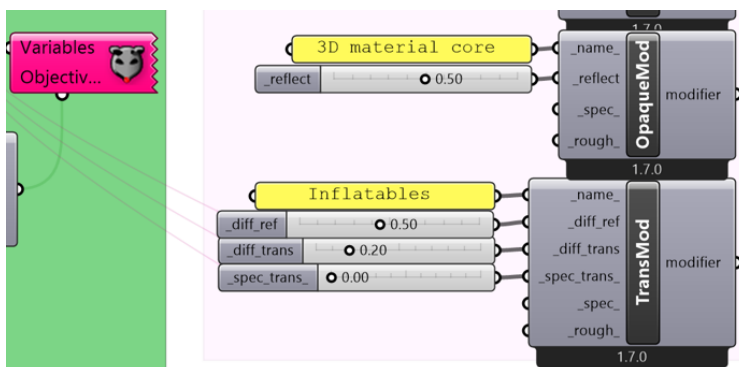 Variables
Objectiv...
1.7.0
3D material core
_name_
_reflect
0.50
_reflect
_spec_
_rough_
OpaqueMod
modifier
1.7.0
Inflatables
_name_
_diff_ref
0.50
_diff_ref
_diff_trans
0.20
_diff_trans
_spec_trans_
0.00
_spec_trans_
_spec_
_rough_
TransMod
modifier
1.7.0